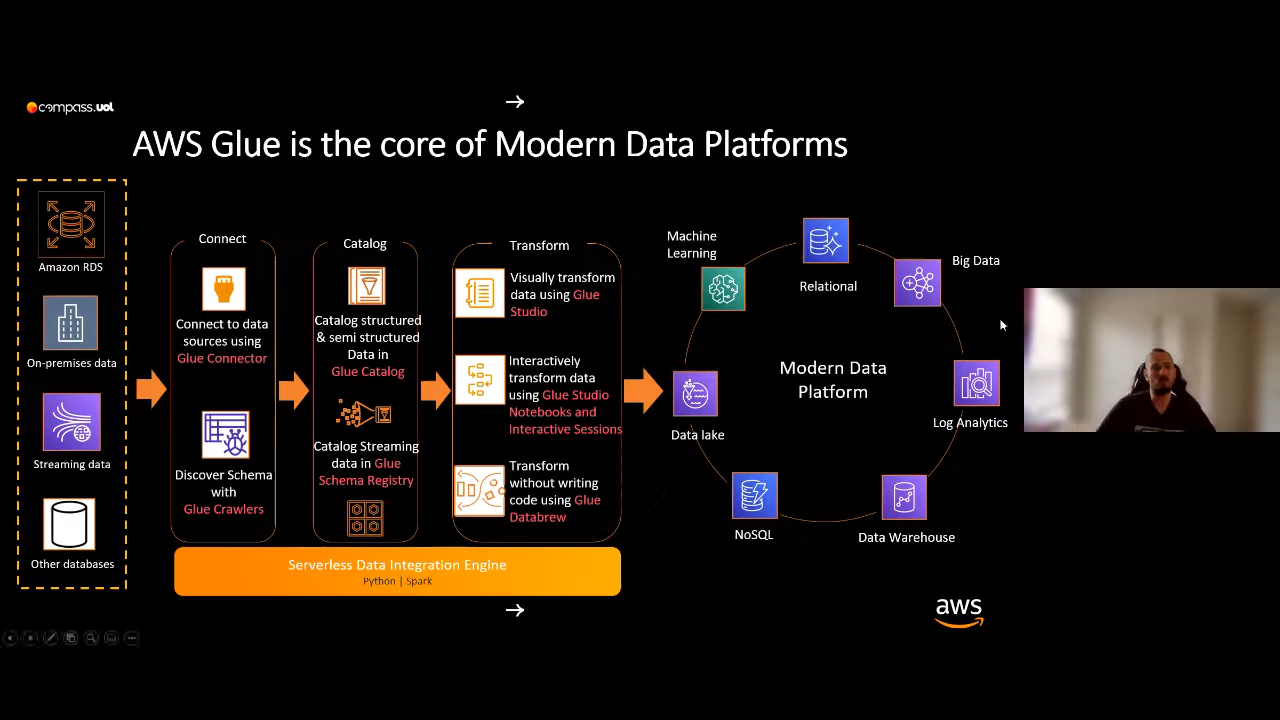 compass.uol
AWS Glue is the core of Modern Data Platforms
Amazon RDS
On-premises data
Streaming data
Other databases
Connect
Connect to data
sources using
Glue Connector
Discover Schema
with
Glue Crawlers
Catalog
Catalog structured
& semi structured
Data in
Glue Catalog
Catalog Streaming
data in Glue
Schema Registry
Transform
Visually transform
data using Glue
Studio
Interactively
transform data
using Glue Studio
Notebooks and
Interactive Sessions
Transform
without writing
code using Glue
Databrew
Serverless Data Integration Engine
Python | Spark
Machine
Learning
Relational
Big Data
Modern Data
Platform
Data lake
Log Analytics
NoSQL
Data Warehouse
aws